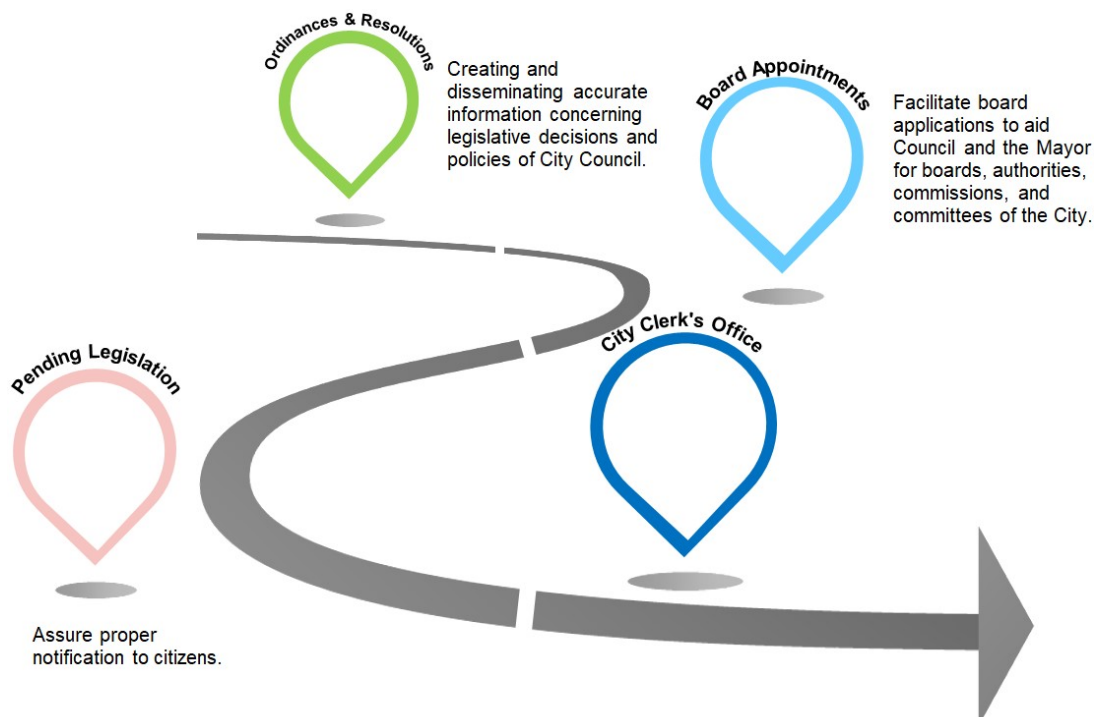 Ordinances & Resolutions
Creating and
disseminating accurate
information concerning
legislative decisions and
policies of City Council.
Board Appointments
Facilitate board
applications to aid
Council and the Mayor
for boards, authorities,
commissions, and
committees of the City.
Pending Legislation
Assure proper
notification to citizens.
City Clerk's Office